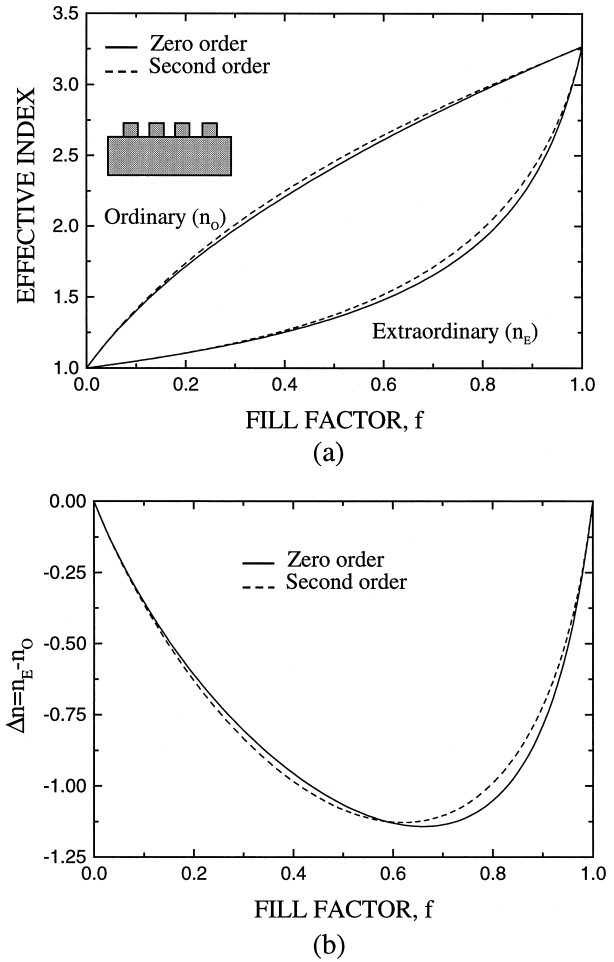 3.5
3.0
2.5
2.0
1.5
1.0
EFFECTIVE INDEX
Zero order
Second order
Ordinary (nO)
Extraordinary (nE)
0.0 0.2 0.4 0.6 0.8 1.0
FILL FACTOR, f
(a)
0.00
-0.25
-0.50
-0.75
-1.00
-1.25
Δn=nE-nO
Zero order
Second order
0.0 0.2 0.4 0.6 0.8 1.0
FILL FACTOR, f
(b)